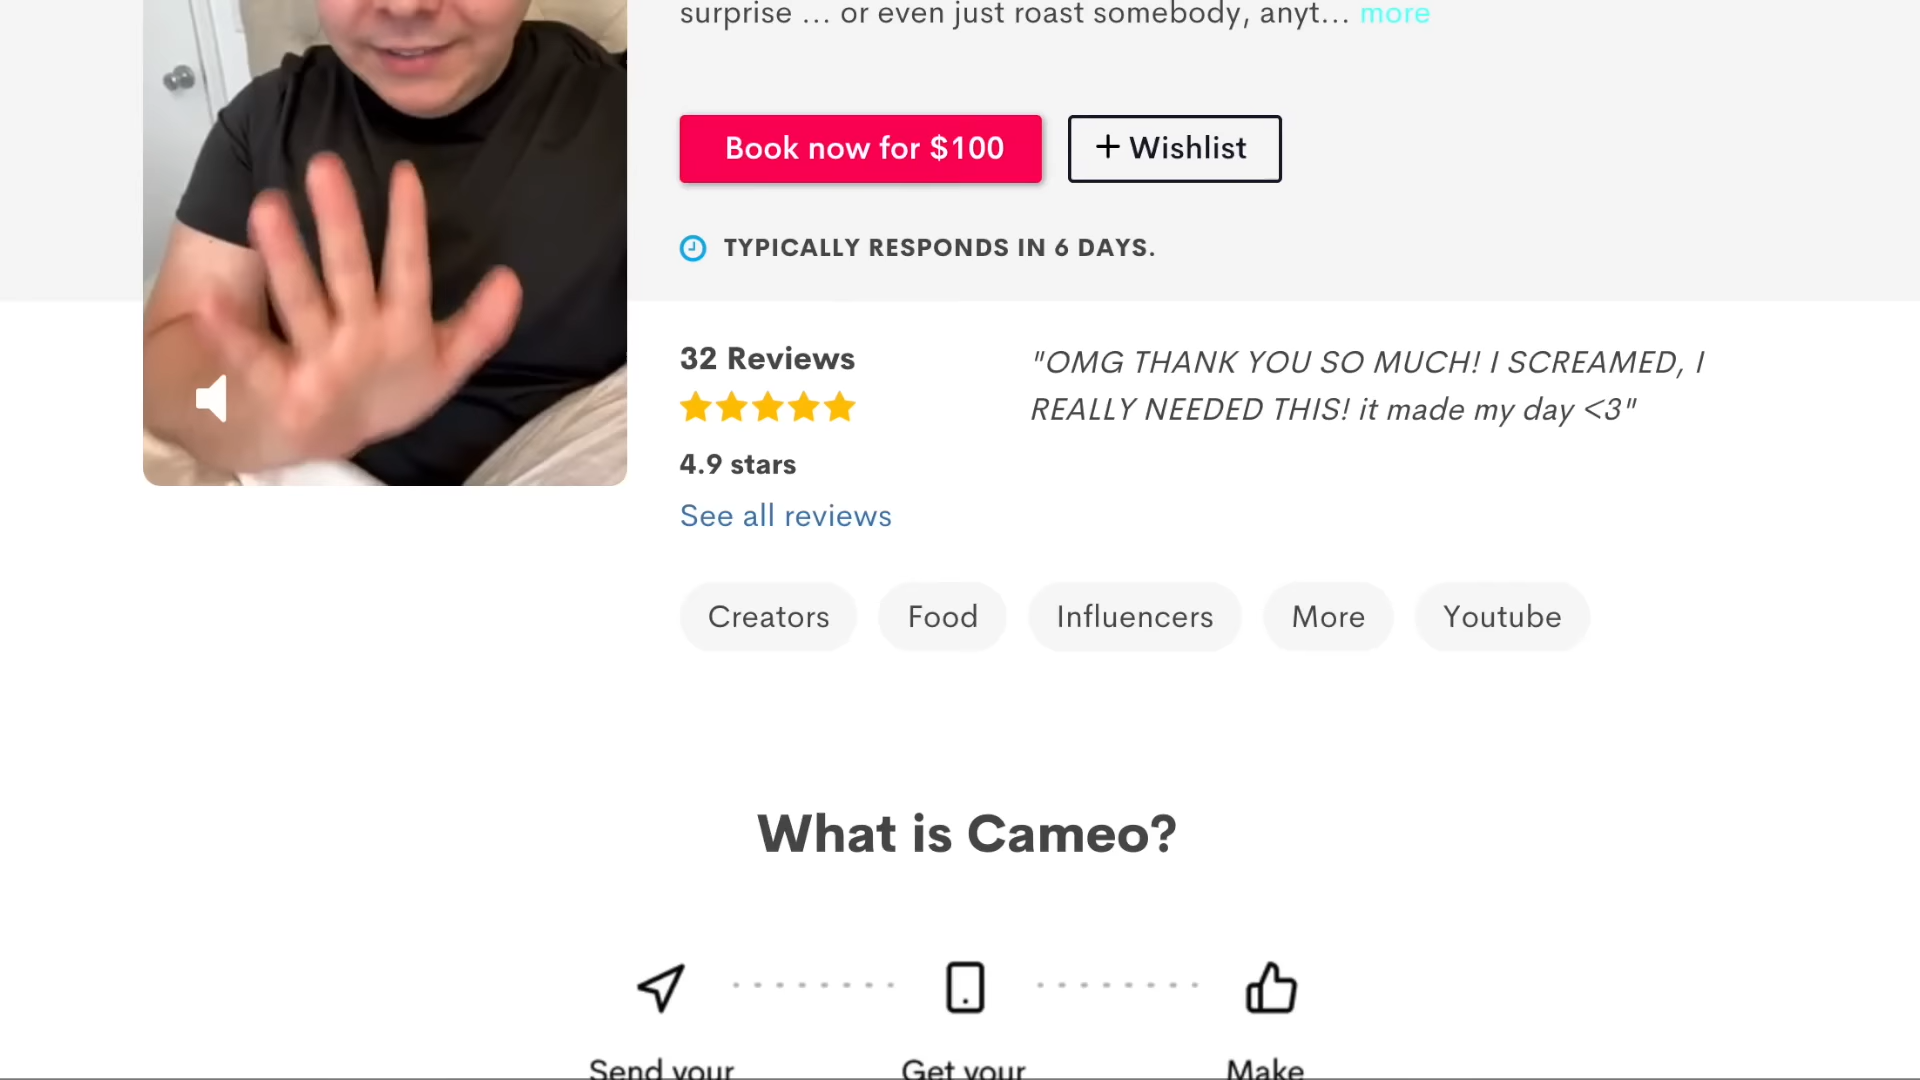 surprise ... or even just roast somebody, anyt... more
Book now for $100
+ Wishlist
TYPICALLY RESPONDS IN 6 DAYS.
32 Reviews
4.9 stars
See all reviews
"OMG THANK YOU SO MUCH! I SCREAMED, I
REALLY NEEDED THIS! it made my day <3"
Creators
Food
Influencers
More
Youtube
What is Cameo?
Send your
Get your
Make